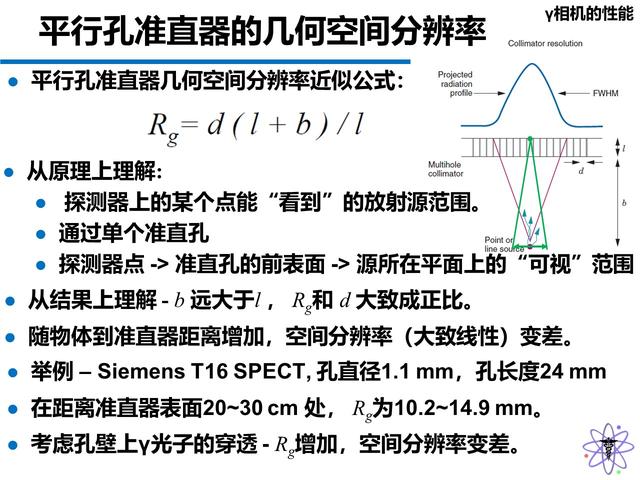 γ相机的性能
平行孔准直器的几何空间分辨率
平行孔准直器几何空间分辨率近似公式：
Rg = d ( l + b ) / l
Collimator resolution
Projected
radiation
profile
FWHM
Multihole
collimator
l
d
b
Point or
line source
从原理上理解:
探测器上的某个点能“看到”的放射源范围。
通过单个准直孔
探测器点 -> 准直孔的前表面 -> 源所在平面上的“可视”范围
从结果上理解 - b 远大于l ， Rg和 d 大致成正比。
随物体到准直器距离增加，空间分辨率（大致线性）变差。
举例 – Siemens T16 SPECT, 孔直径1.1 mm，孔长度24 mm
在距离准直器表面20~30 cm 处， Rg为10.2~14.9 mm。
考虑孔壁上γ光子的穿透 - Rg增加，空间分辨率变差。